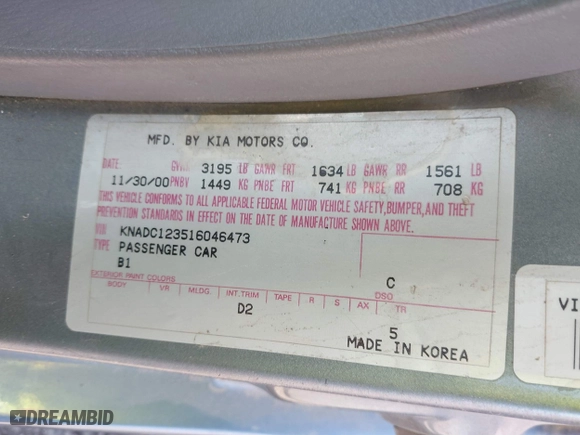 MFD. BY KIA MOTORS CO.
DATE: GVWR 3195 LB GAWR FRT 1634 LB GAWR RR 1561 LB
11/30/00 PNBV 1449 KG PNBE FRT 741 KG PNBE RR 708 KG
THIS VEHICLE CONFORMS TO ALL APPLICABLE FEDERAL MOTOR VEHICLE SAFETY, BUMPER, AND THEFT
PREVENTION STANDARDS IN EFFECT ON THE DATE OF MANUFACTURE SHOWN ABOVE.
VIN KNADC123516046473
TYPE PASSENGER CAR
B1 C
EXTERIOR PAINT COLORS DSO
BODY VR MLDG. INT.TRIM TAPE R S AX TR
D2 5
MADE IN KOREA
VI
DREAMBID